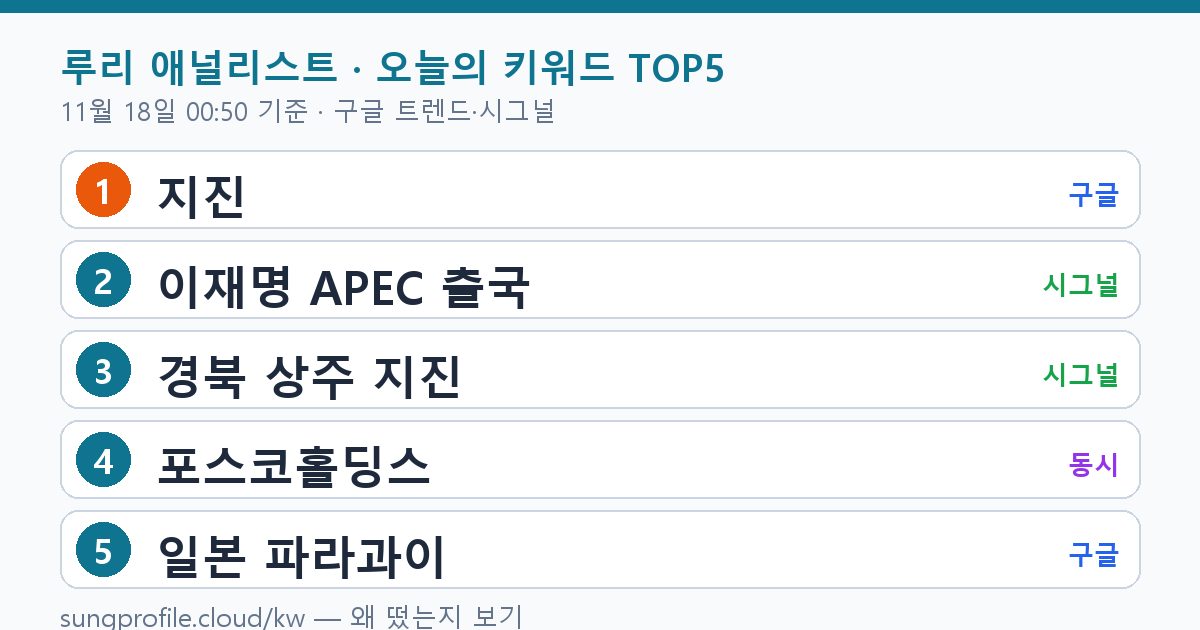 루리 애널리스트 · 오늘의 키워드 TOP5
11월 18일 00:50 기준 · 구글 트렌드·시그널
1 지진 구글
2 이재명 APEC 출국 시그널
3 경북 상주 지진 시그널
4 포스코홀딩스 동시
5 일본 파라과이 구글
sungprofile.cloud/kw — 왜 떴는지 보기